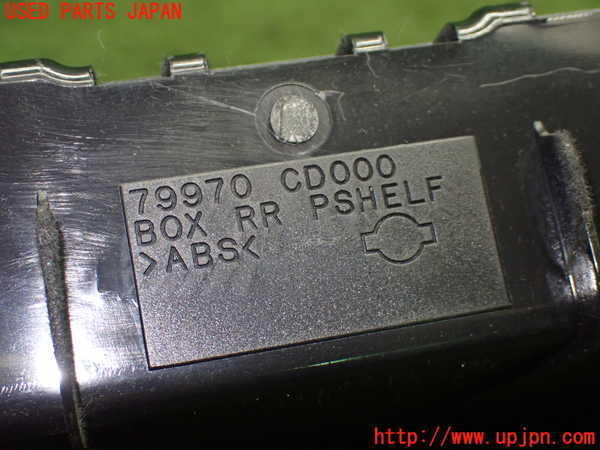 USED PARTS JAPAN
79970 CD000
BOX RR PSHELF
>ABS<
http://www.upjpn.com